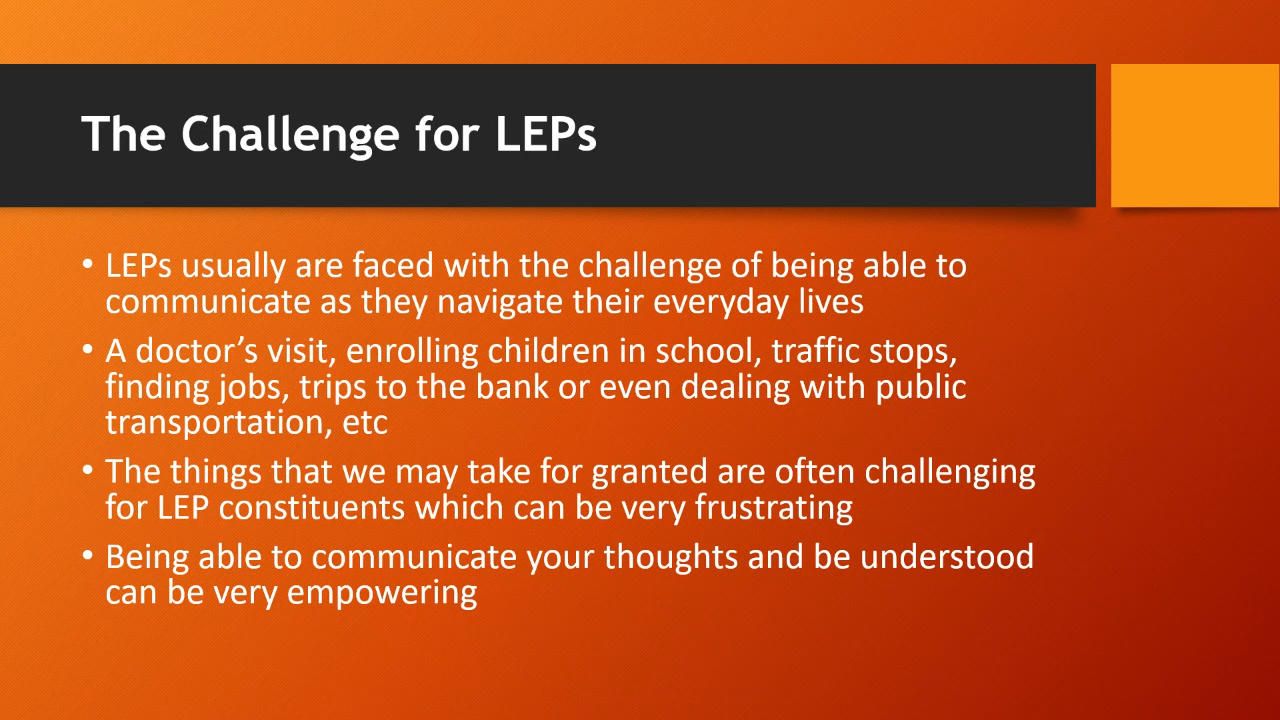 The Challenge for LEPs
• LEPs usually are faced with the challenge of being able to
communicate as they navigate their everyday lives
• A doctor’s visit, enrolling children in school, traffic stops,
finding jobs, trips to the bank or even dealing with public
transportation, etc
• The things that we may take for granted are often challenging
for LEP constituents which can be very frustrating
• Being able to communicate your thoughts and be understood
can be very empowering